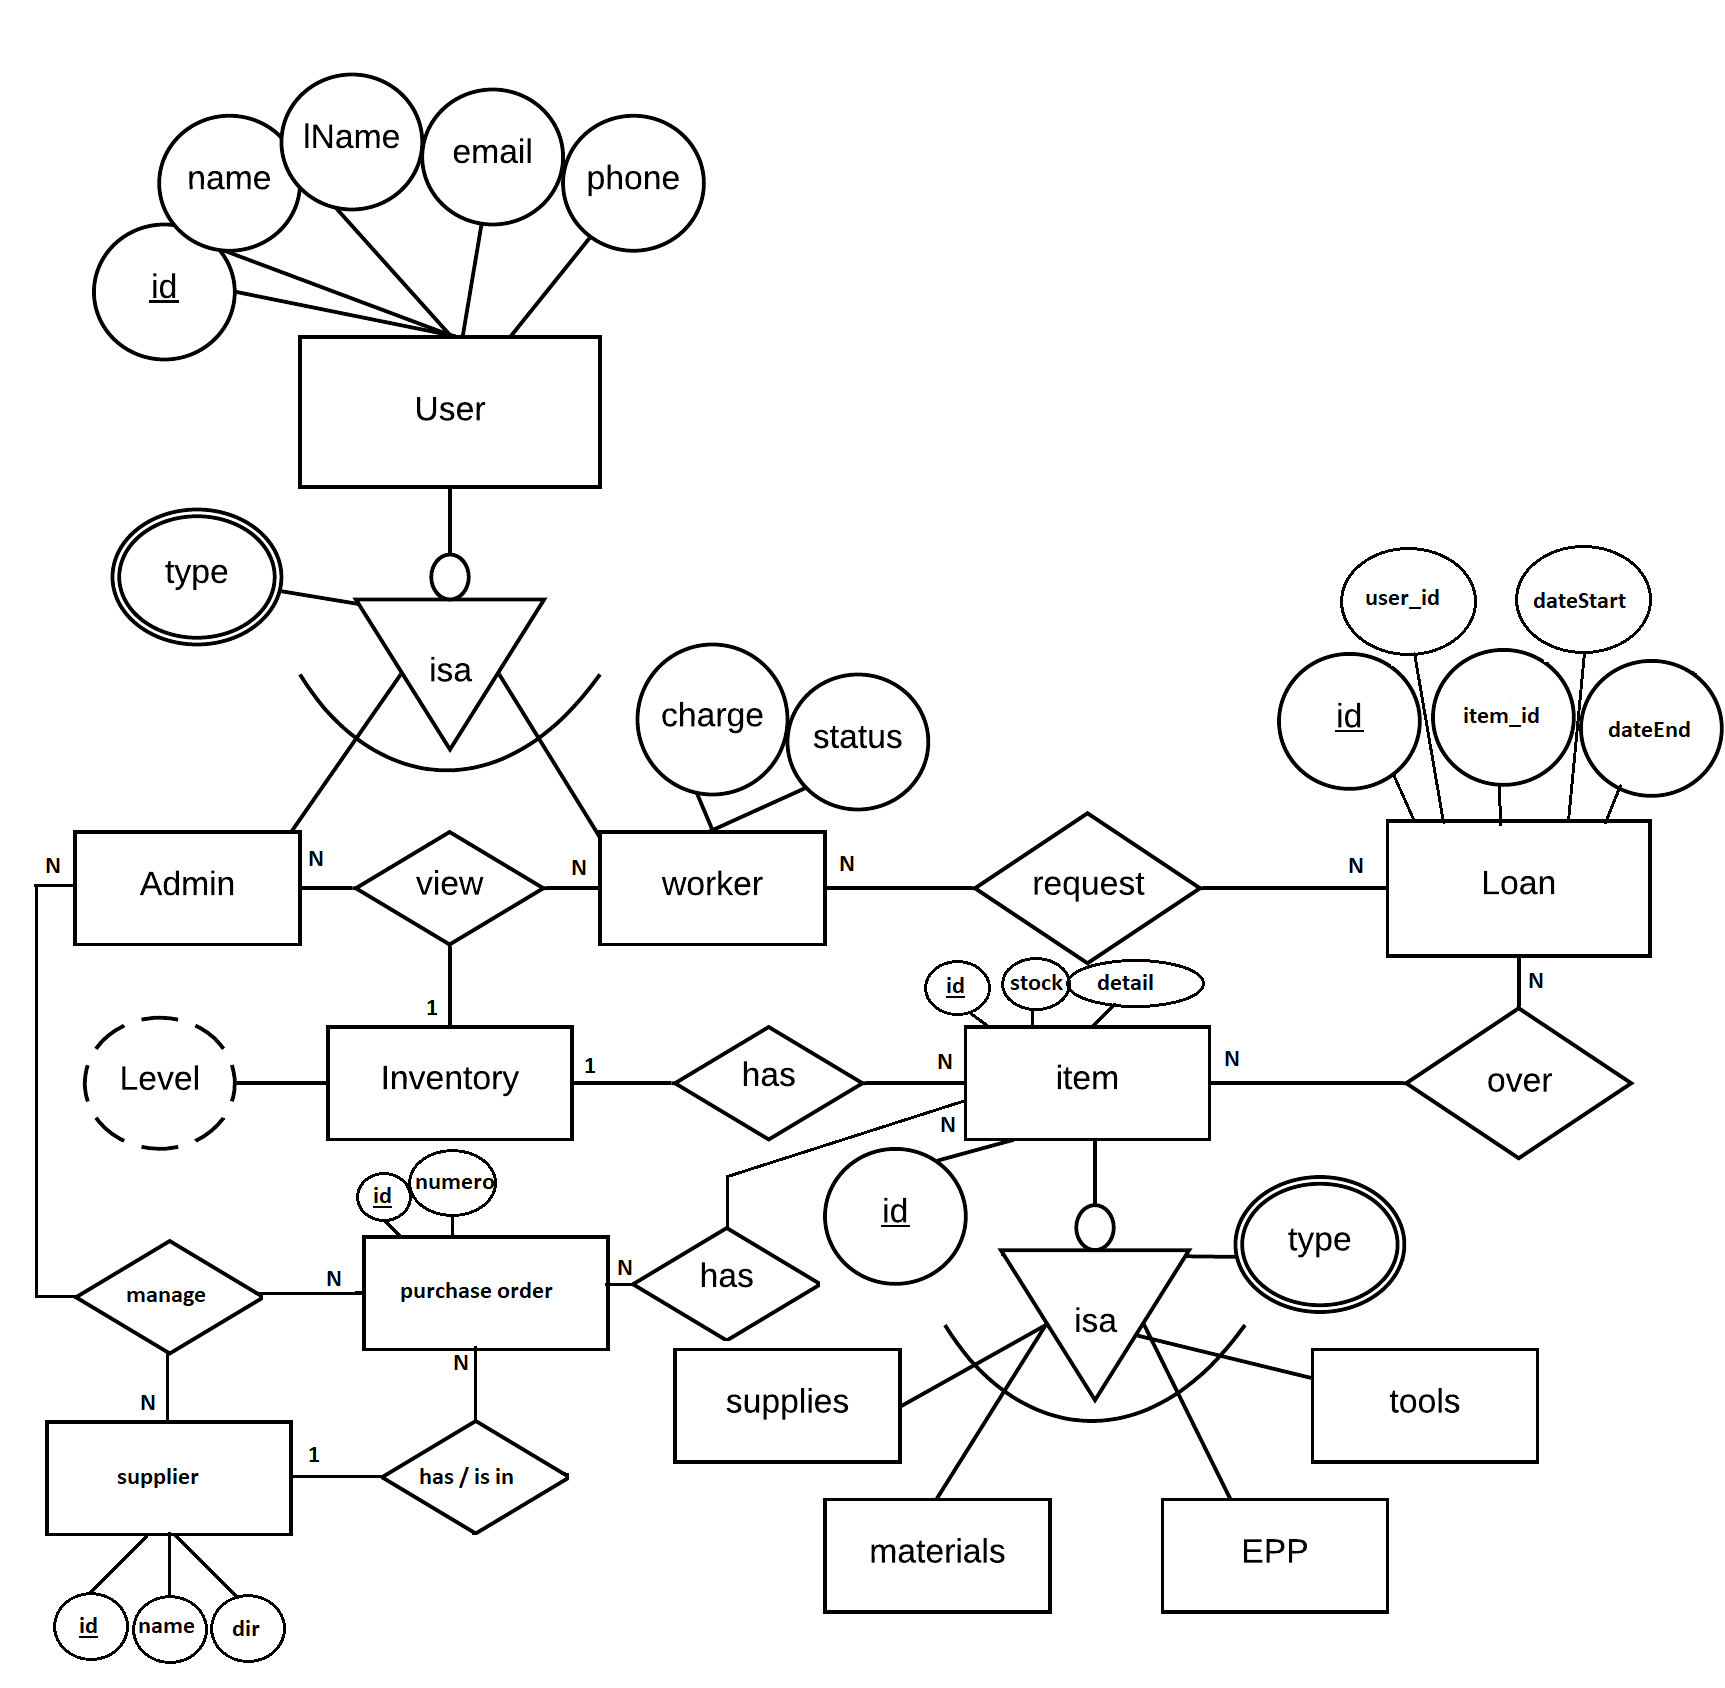 lName
email
name
phone
id
User
type
user_id
dateStart
isa
charge
status
id
item_id
dateEnd
N
Admin
N
view
N
worker
N
request
N
Loan
id
stock
detail
N
1
Level
Inventory
1
has
N
item
N
over
N
id
numero
id
type
manage
N
purchase order
N
has
isa
N
N
supplies
tools
supplier
1
has / is in
materials
EPP
id
name
dir